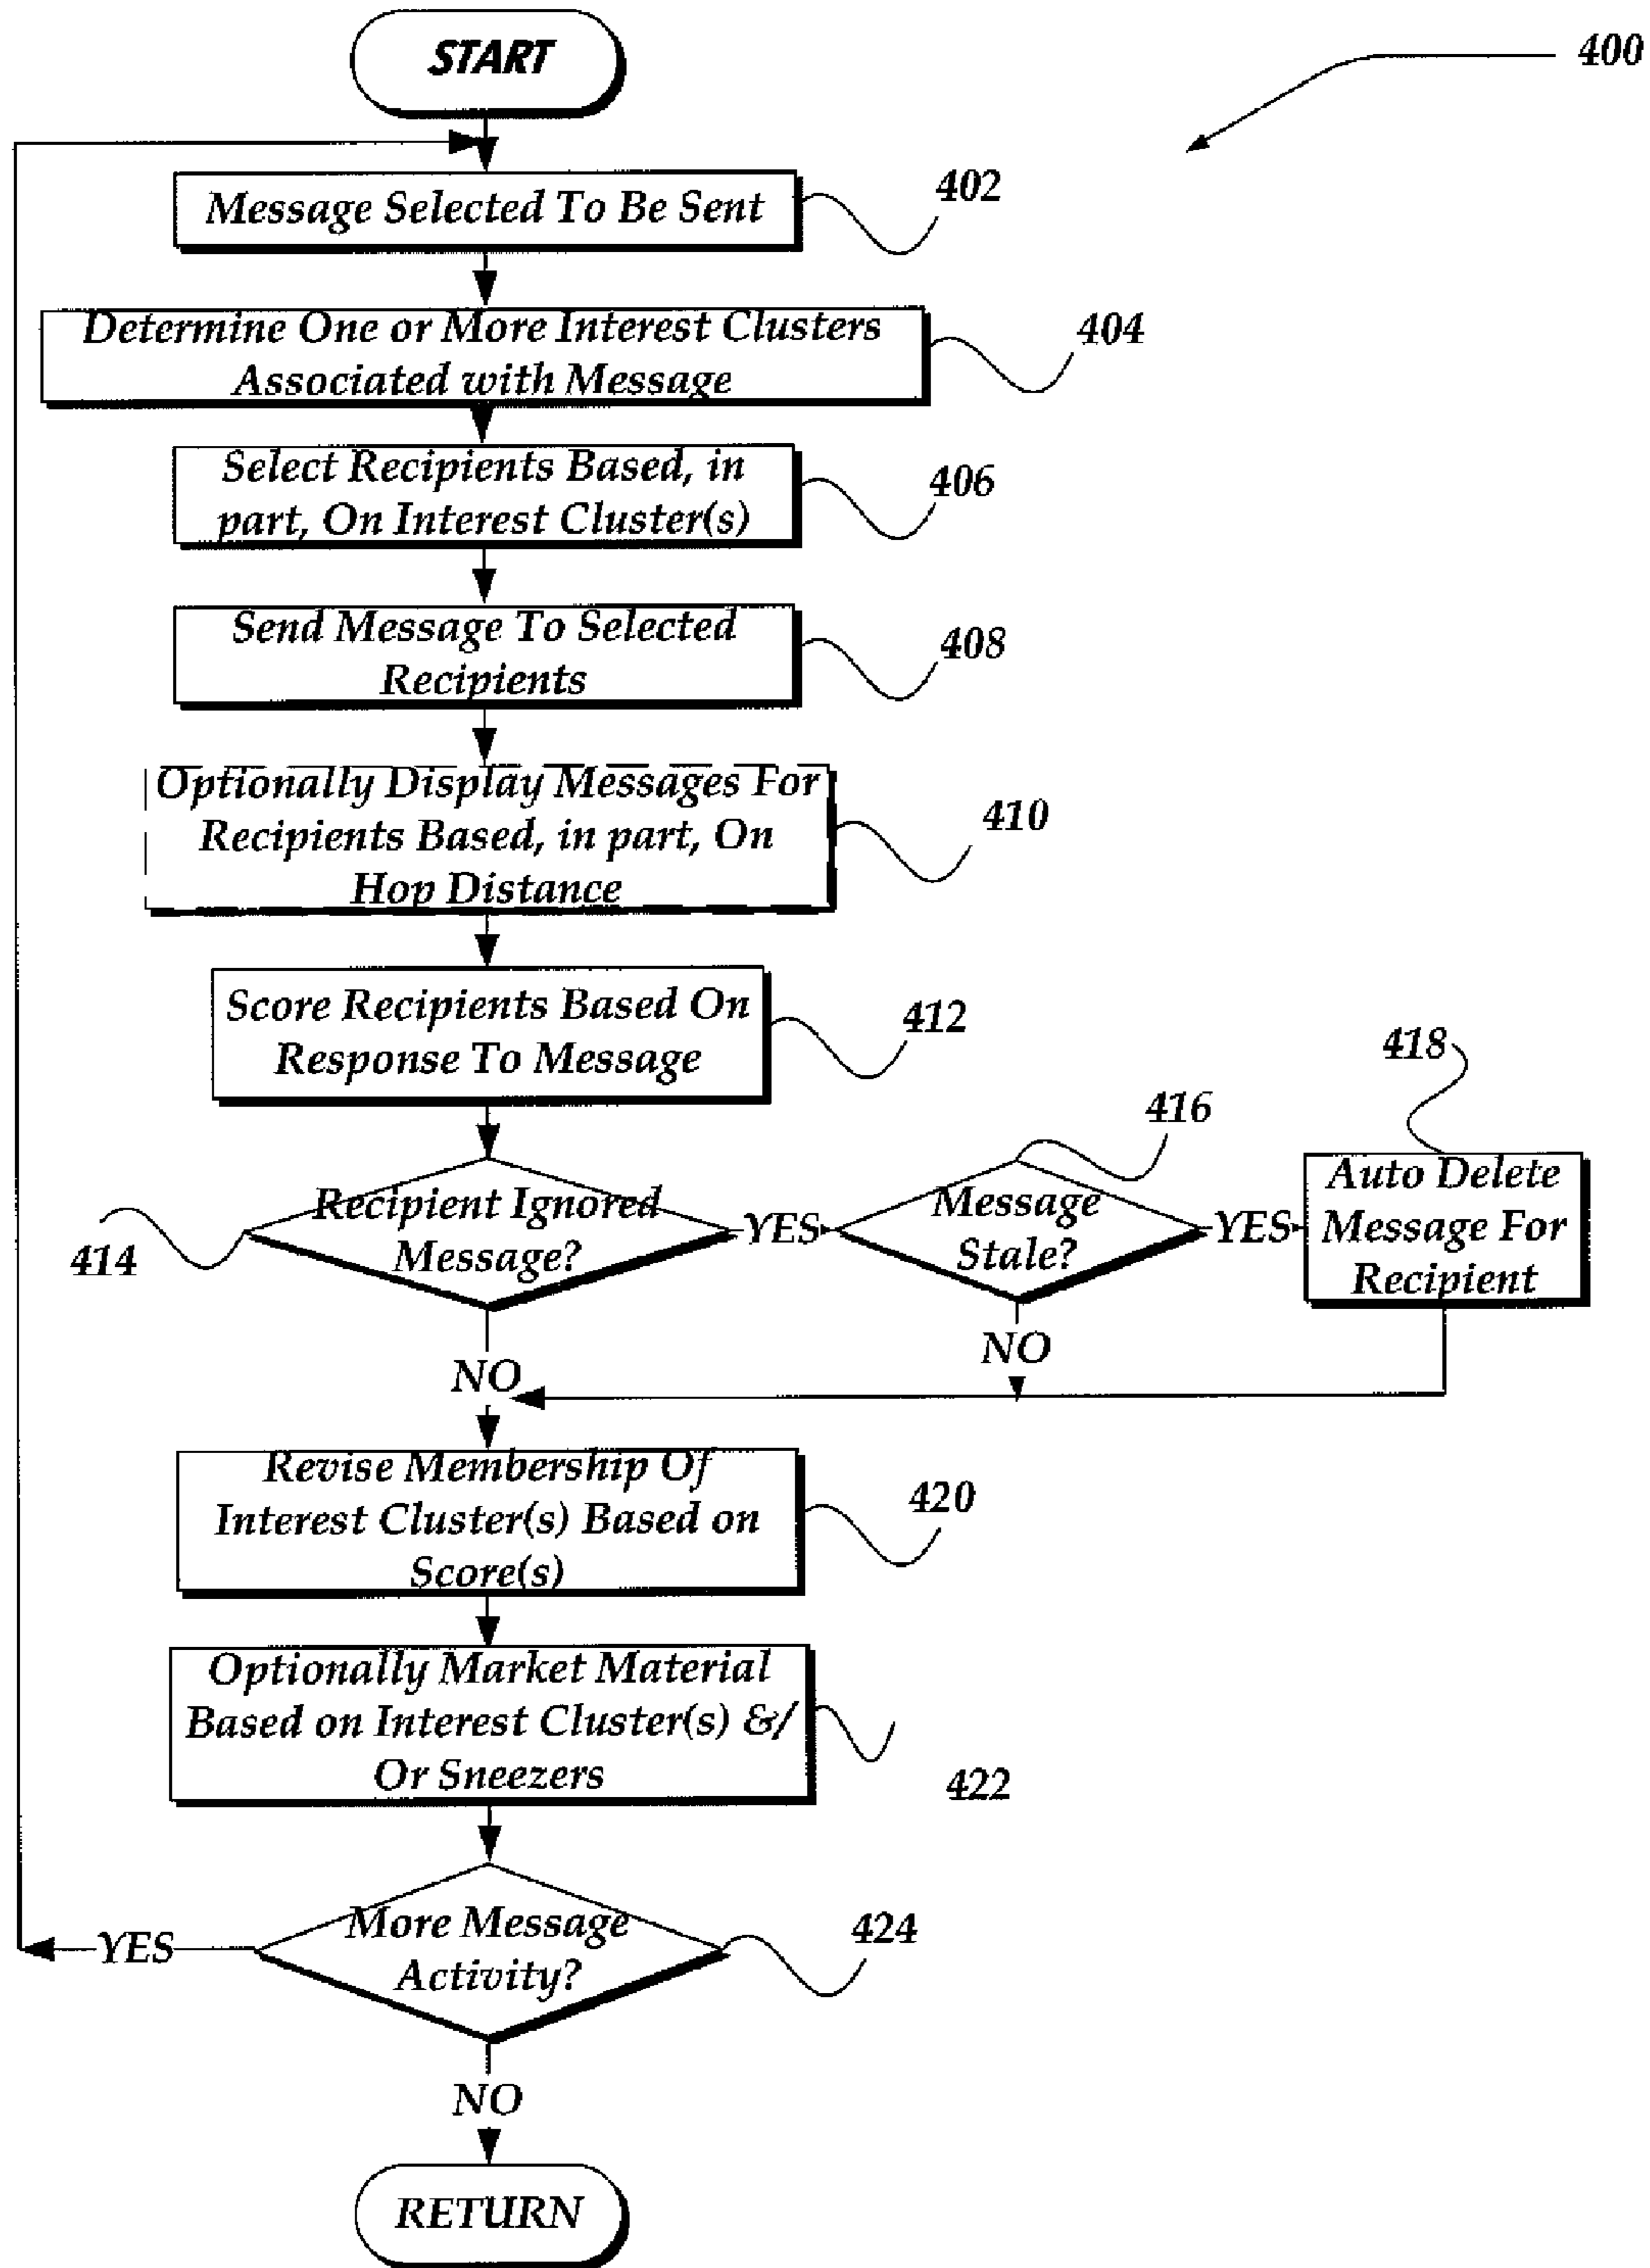 START
400
Message Selected To Be Sent
402
Determine One or More Interest Clusters
Associated with Message
404
Select Recipients Based, in
part, On Interest Cluster(s)
406
Send Message To Selected
Recipients
408
Optionally Display Messages For
Recipients Based, in part, On
Hop Distance
410
Score Recipients Based On
Response To Message
412
Recipient Ignored
Message?
414
YES
Message
Stale?
416
YES
Auto Delete
Message For
Recipient
418
NO
NO
Revise Membership Of
Interest Cluster(s) Based on
Score(s)
420
Optionally Market Material
Based on Interest Cluster(s) &/
Or Sneezers
422
More Message
Activity?
424
YES
NO
RETURN